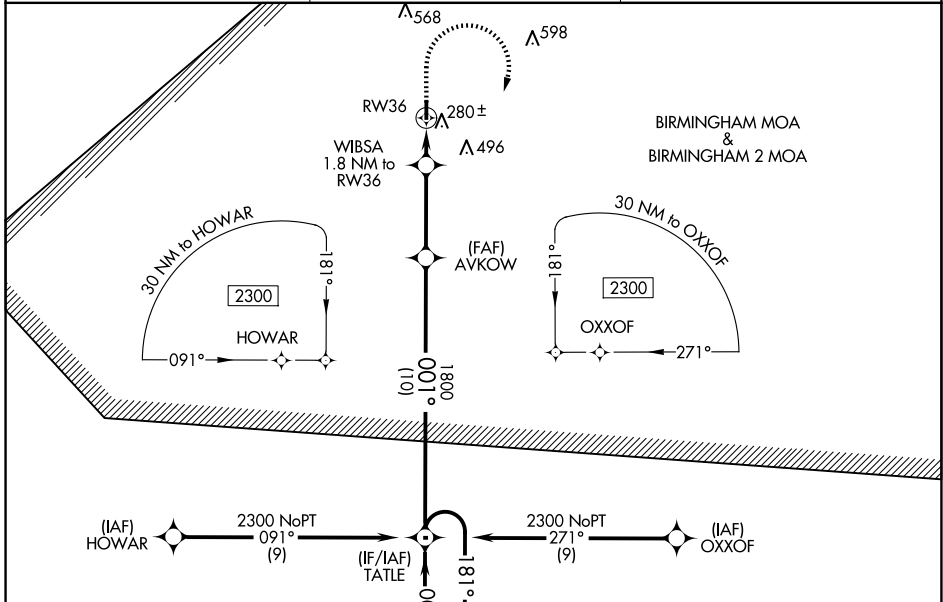 568
598
RW36
280±
BIRMINGHAM MOA
&
BIRMINGHAM 2 MOA
WIBSA
1.8 NM to
RW36
496
30 NM to HOWAR
181°
2300
HOWAR
091°
(FAF)
AVKOW
30 NM to OXXOF
181°
2300
OXXOF
271°
1800
001°
(10)
(IAF)
HOWAR
2300 NoPT
091°
(9)
(IF/IAF)
TATLE
181°
2300 NoPT
271°
(9)
(IAF)
OXXOF